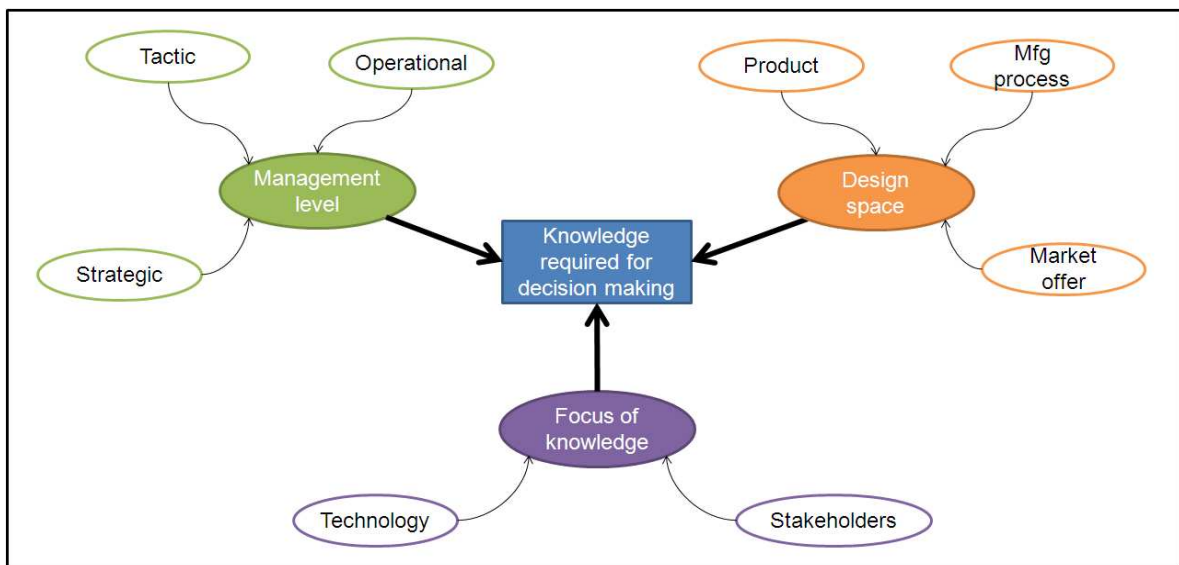 Tactic
Operational
Management
level
Strategic
Product
Mfg
process
Design
space
Market
offer
Knowledge
required for
decision making
Focus of
knowledge
Technology
Stakeholders